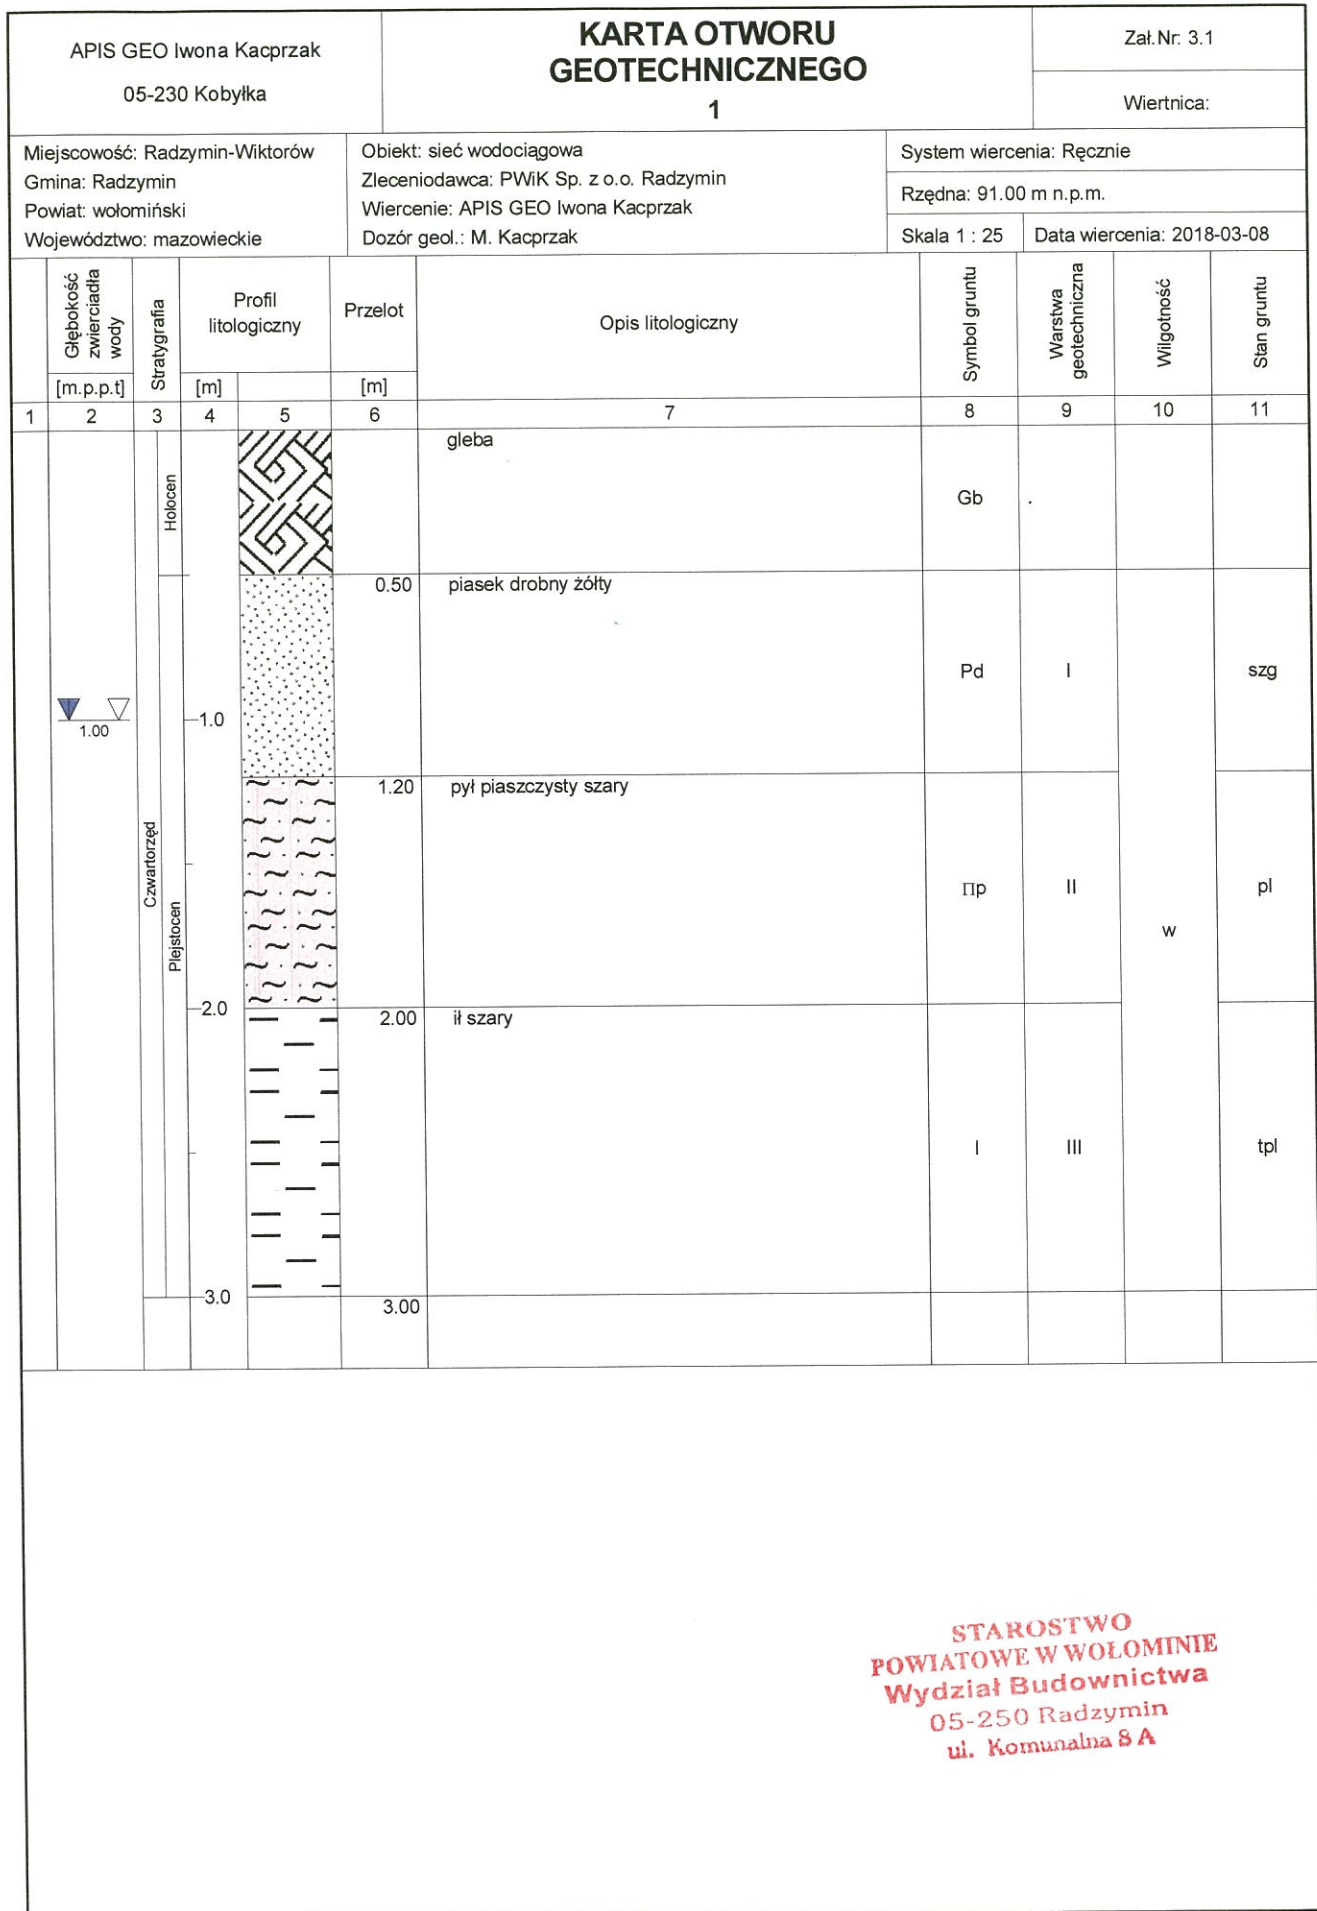 APIS GEO Iwona Kacprzak
05-230 Kobyłka
KARTA OTWORU
GEOTECHNICZNEGO
1
Zał.Nr: 3.1
Wiertnica:
Miejscowość: Radzymin-Wiktorów
Gmina: Radzymin
Powiat: wołomiński
Województwo: mazowieckie
Obiekt: sieć wodociągowa
Zleceniodawca: PWiK Sp. z o.o. Radzymin
Wiercenie: APIS GEO Iwona Kacprzak
Dozór geol.: M. Kacprzak
System wiercenia: Ręcznie
Rzędna: 91.00 m n.p.m.
Skala 1 : 25
Data wiercenia: 2018-03-08
Głębokość
zwierciadła
wody
[m.p.p.t]
Stratygrafia
Profil
litologiczny
[m]
Przelot
[m]
Opis litologiczny
Symbol gruntu
Warstwa
geotechniczna
Wilgotność
Stan gruntu
1 2 3 4 5 6 7 8 9 10 11
Czwartorzęd
Holocen
gleba
Gb
0.50 piasek drobny żółty
Pd I szg
1.00
1.0
1.20 pył piaszczysty szary
Plejstocen
Πp II pl
w
2.0
2.00 ił szary
I III tpl
3.0
3.00
STAROSTWO
POWIATOWE W WOŁOMINIE
Wydział Budownictwa
05-250 Radzymin
ul. Komunalna 8 A